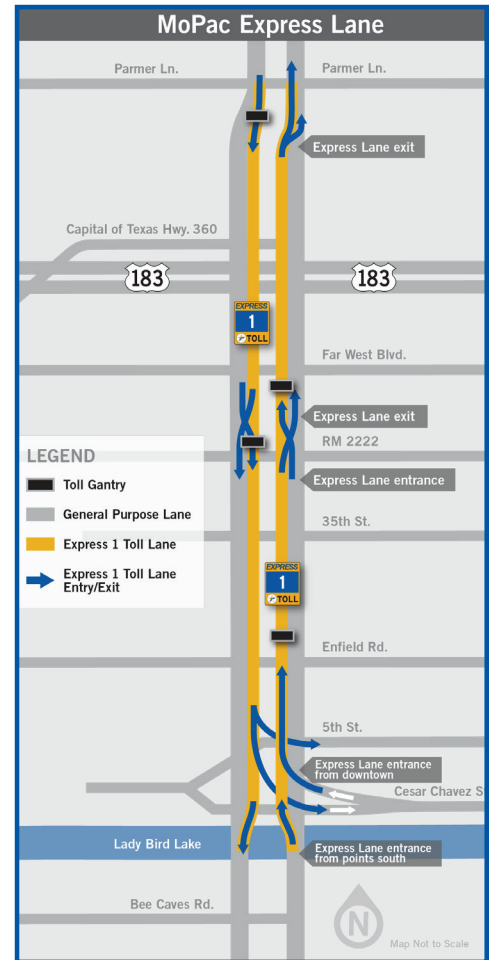 MoPac Express Lane
Parmer Ln.
Parmer Ln.
Express Lane exit
Capital of Texas Hwy. 360
183
183
EXPRESS
1
TOLL
Far West Blvd.
Express Lane exit
RM 2222
Express Lane entrance
LEGEND
Toll Gantry
General Purpose Lane
Express 1 Toll Lane
Express 1 Toll Lane
Entry/Exit
35th St.
EXPRESS
1
TOLL
Enfield Rd.
5th St.
Express Lane entrance
from downtown
Cesar Chavez S
Lady Bird Lake
Express Lane entrance
from points south
Bee Caves Rd.
N
Map Not to Scale